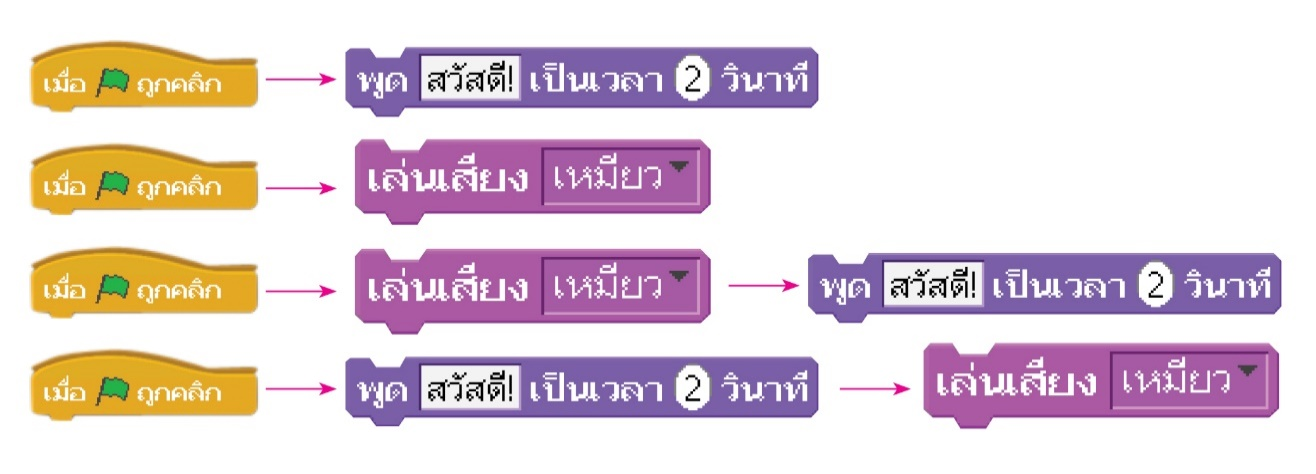 เมื่อ ถูกคลิก พูด สวัสดี! เป็นเวลา 2 วินาที
เมื่อ ถูกคลิก เล่นเสียง เหมียว
เมื่อ ถูกคลิก เล่นเสียง เหมียว พูด สวัสดี! เป็นเวลา 2 วินาที
เมื่อ ถูกคลิก พูด สวัสดี! เป็นเวลา 2 วินาที เล่นเสียง เหมียว